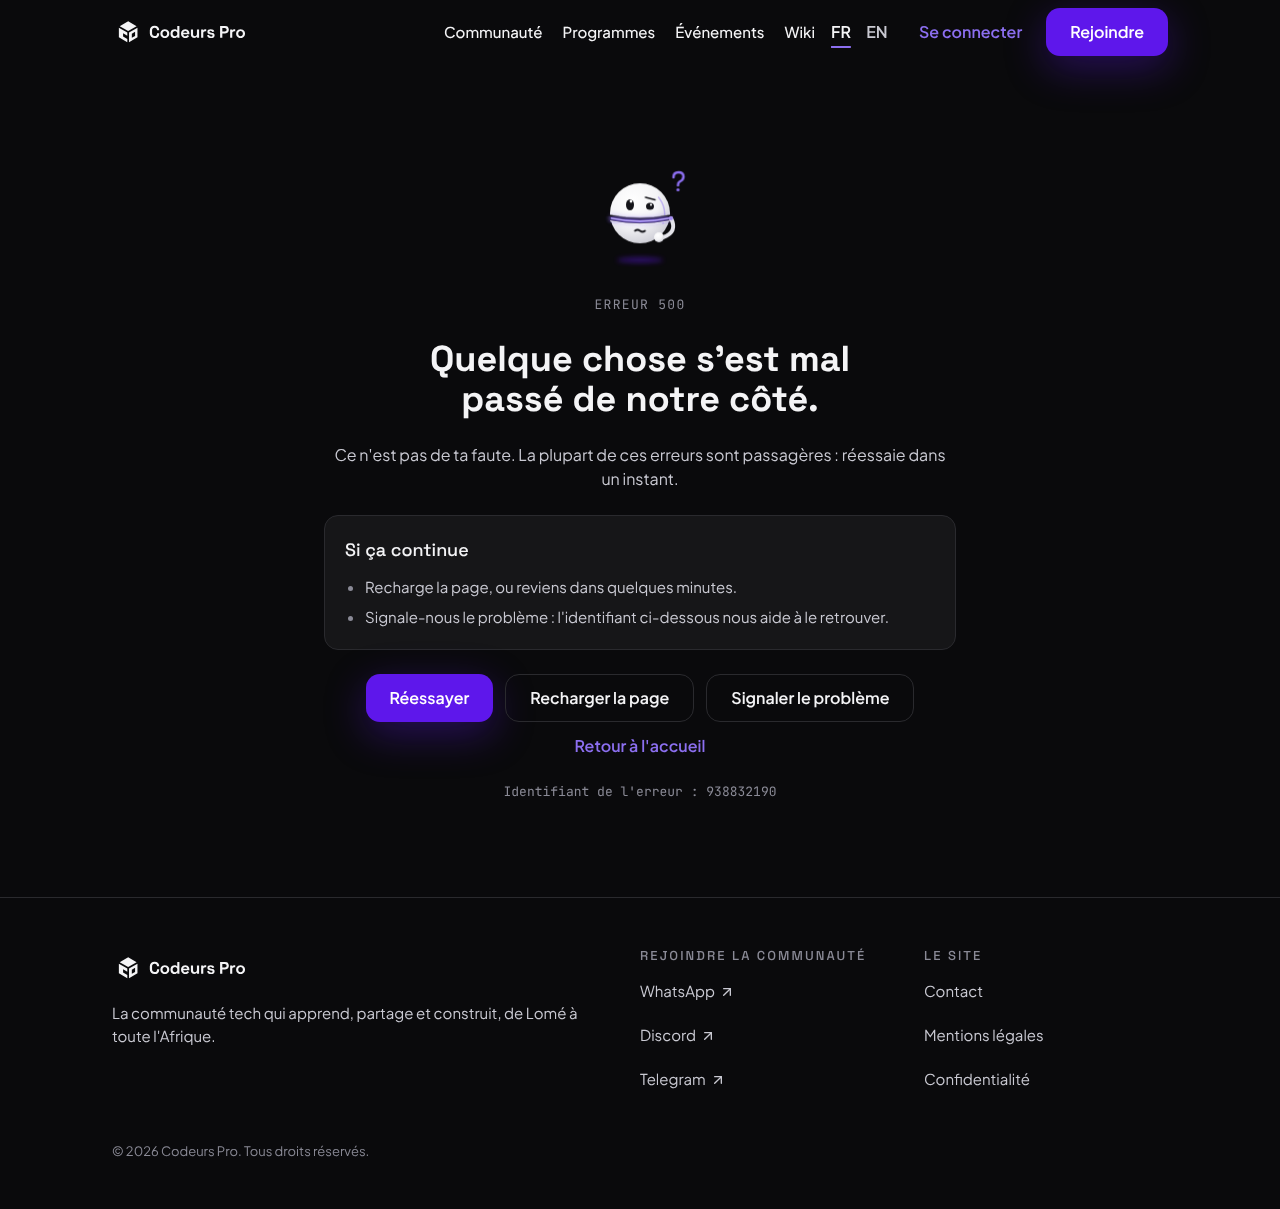 Codeurs Pro
Communauté Programmes Événements Wiki FR EN Se connecter Rejoindre
?
ERREUR 500
Quelque chose s’est mal
passé de notre côté.
Ce n'est pas de ta faute. La plupart de ces erreurs sont passagères : réessaie dans
un instant.
Si ça continue
Recharge la page, ou reviens dans quelques minutes.
Signale-nous le problème : l'identifiant ci-dessous nous aide à le retrouver.
Réessayer Recharger la page Signaler le problème
Retour à l'accueil
Identifiant de l'erreur : 938832190
Codeurs Pro
La communauté tech qui apprend, partage et construit, de Lomé à
toute l'Afrique.
REJOINDRE LA COMMUNAUTÉ
WhatsApp
Discord
Telegram
LE SITE
Contact
Mentions légales
Confidentialité
© 2026 Codeurs Pro. Tous droits réservés.